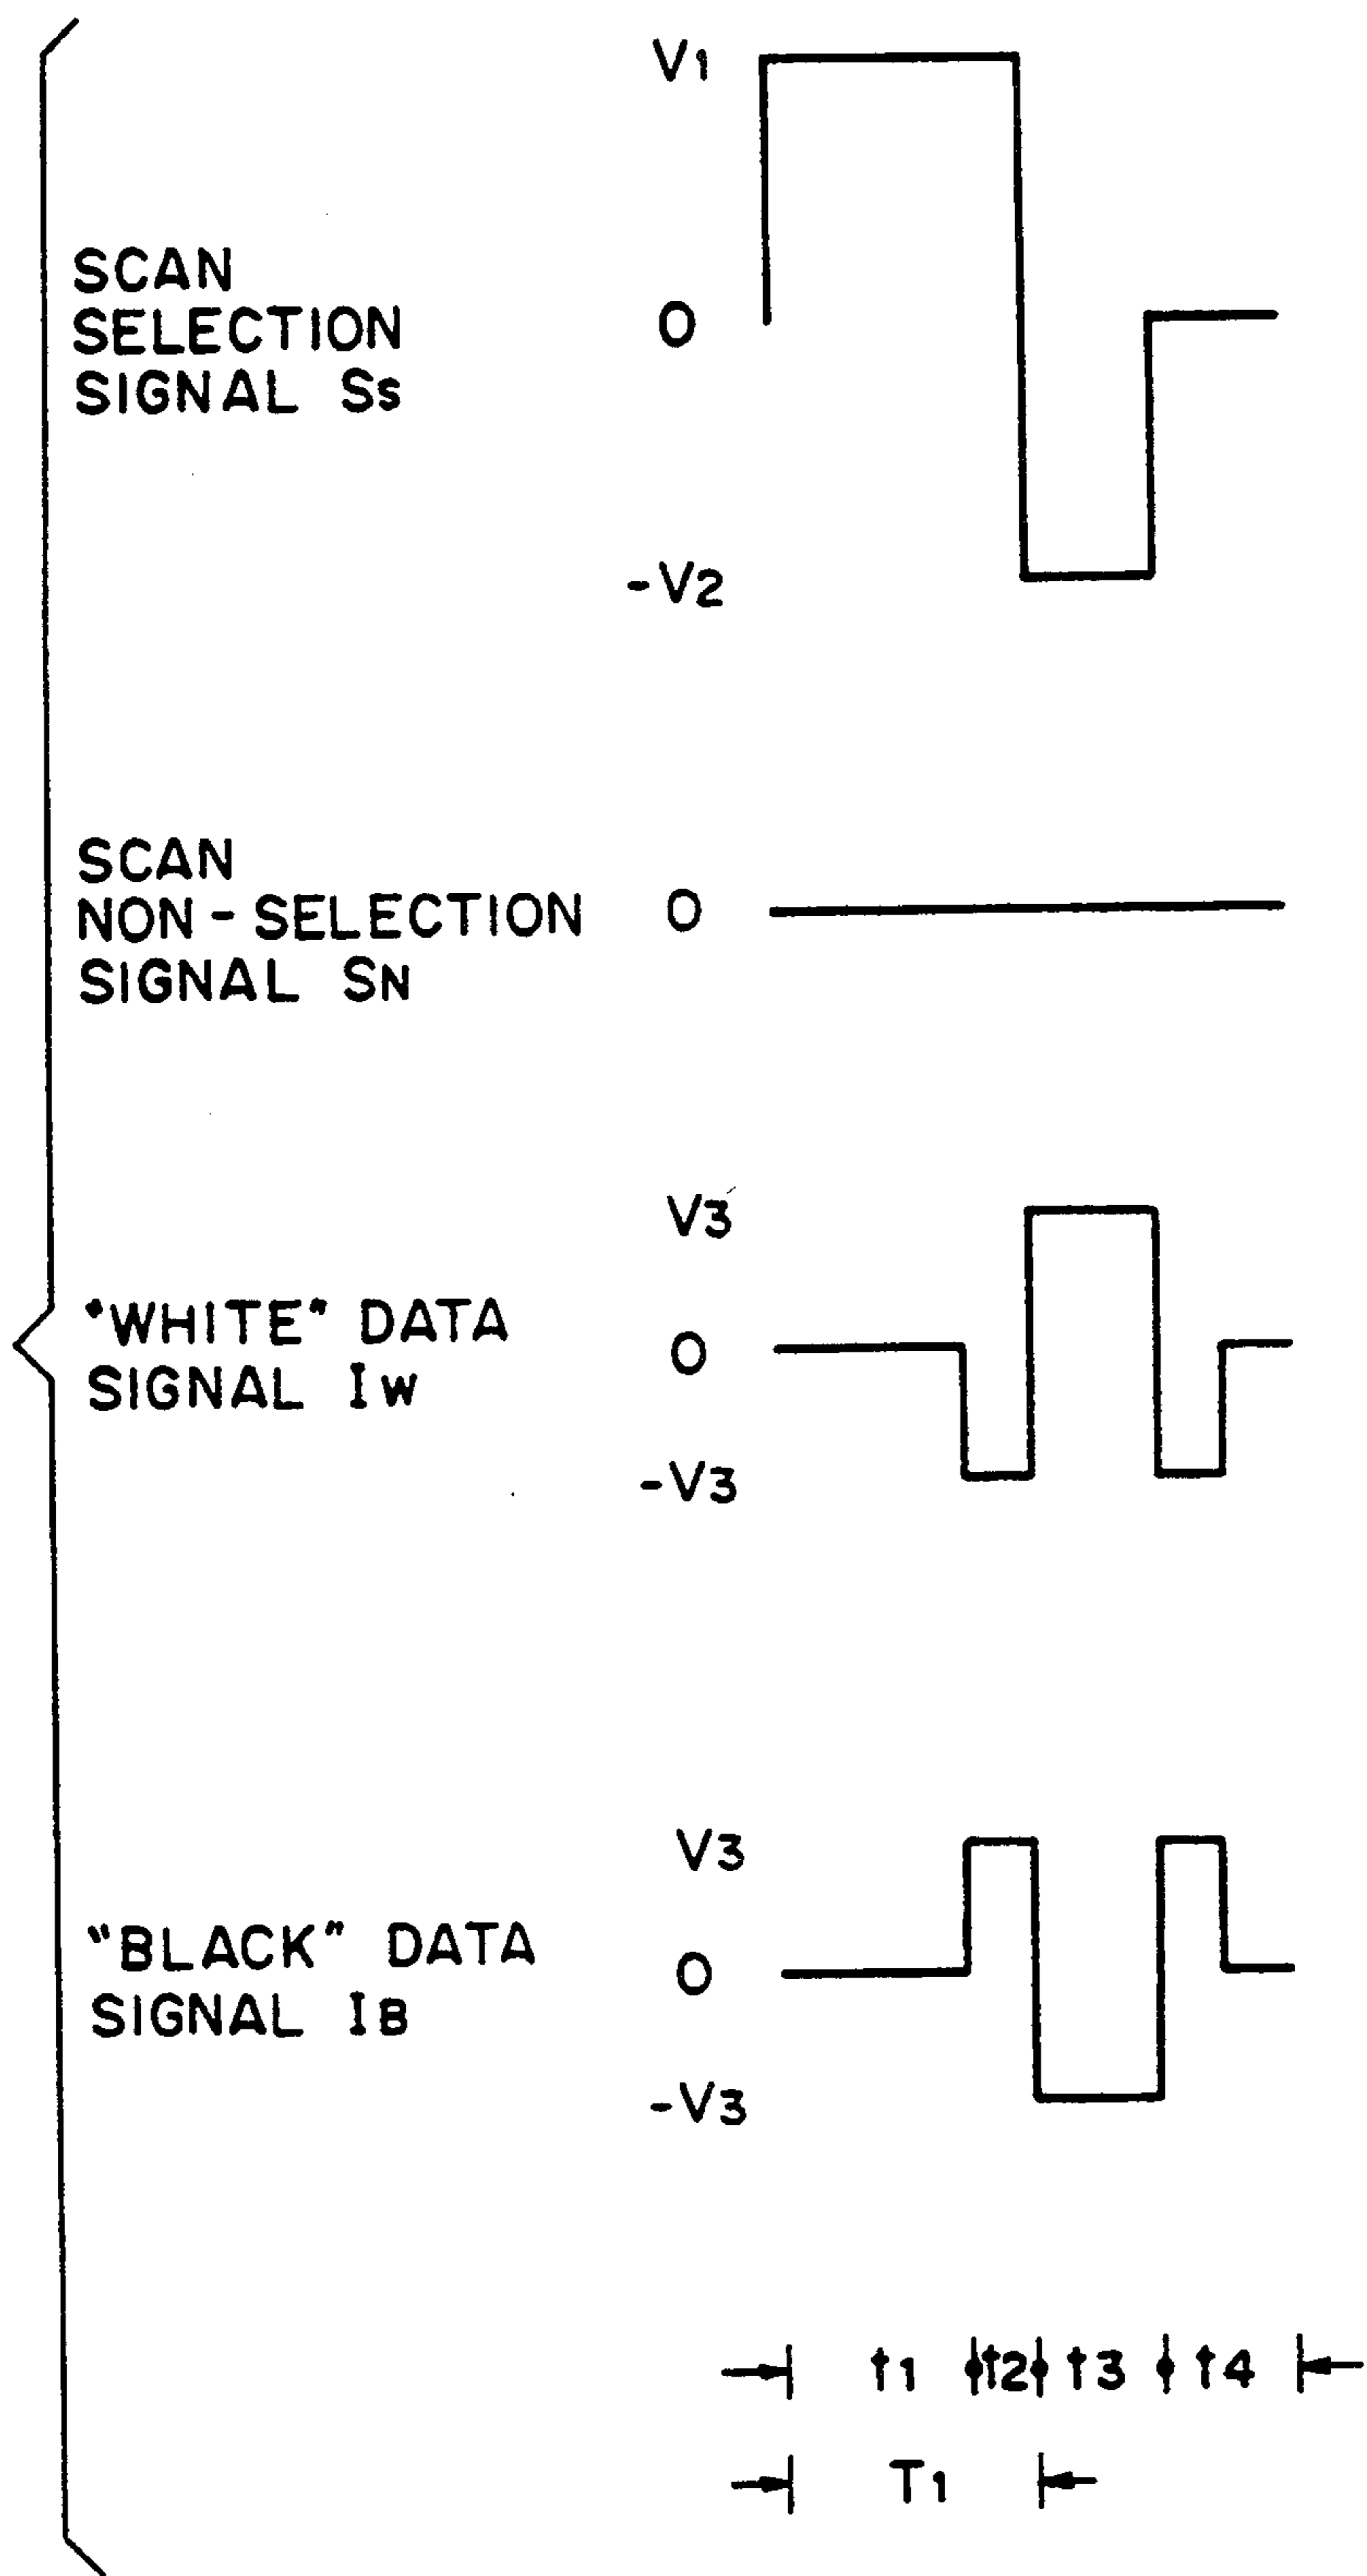 V1
SCAN
SELECTION
SIGNAL Ss
0
-V2
SCAN
NON-SELECTION
SIGNAL SN
0
V3
"WHITE" DATA
SIGNAL IW
0
-V3
V3
"BLACK" DATA
SIGNAL IB
0
-V3
t1 t2 t3 t4
T1